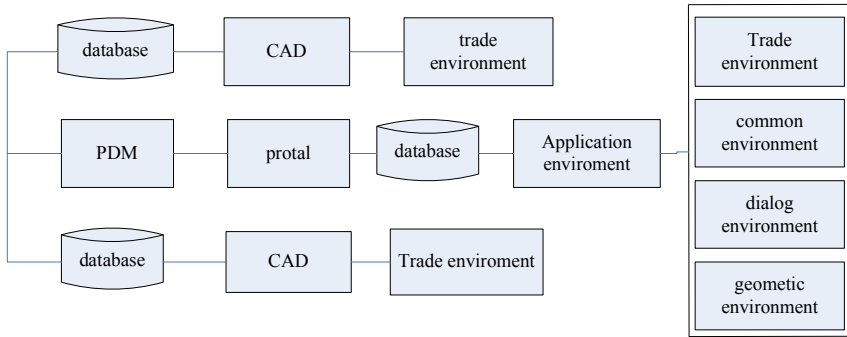 database
CAD
trade
environment
PDM
protal
database
Application
enviroment
database
CAD
Trade enviroment
Trade
environment
common
environment
dialog
environment
geometic
environment